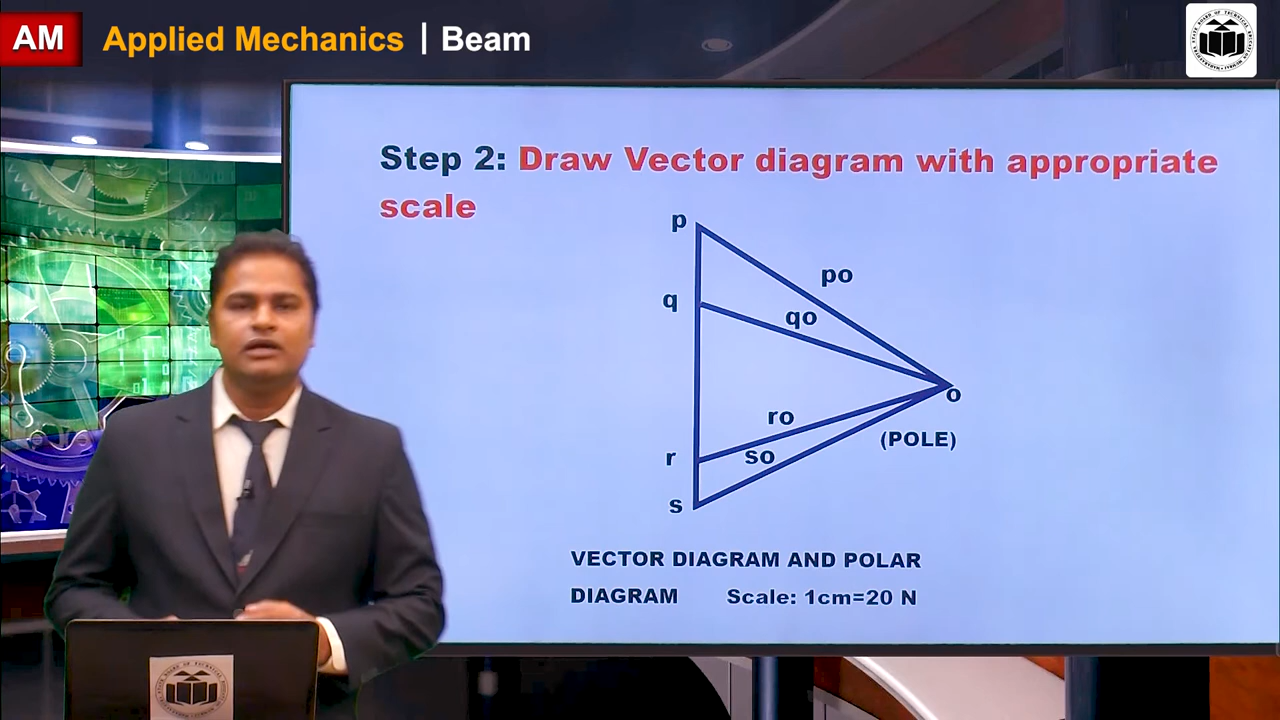 AM Applied Mechanics | Beam
Step 2: Draw Vector diagram with appropriate
scale
p
po
q
qo
o
ro
(POLE)
r
so
s
VECTOR DIAGRAM AND POLAR
DIAGRAM Scale: 1cm=20 N